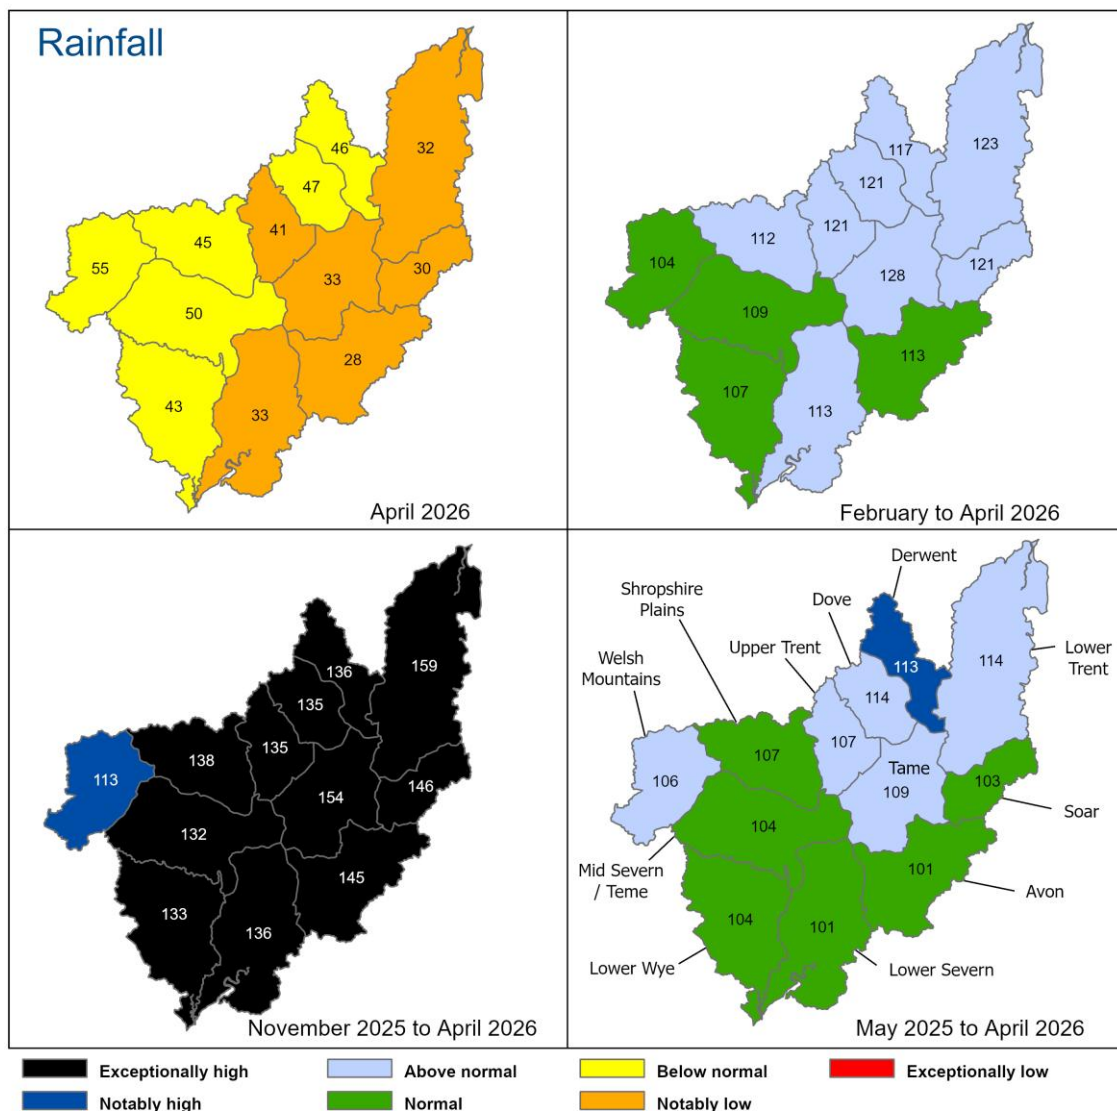 Rainfall
46
32
47
41
45
55
33
30
50
28
43
33
April 2026
117
123
121
121
112
104
128
121
109
113
107
113
February to April 2026
159
136
135
135
138
113
146
154
132
145
133
136
November 2025 to April 2026
Derwent
Shropshire
Plains
Dove
Upper Trent
Lower
Trent
Welsh
Mountains
113
114
114
107
107
106
Tame
109
103
Soar
104
Mid Severn
/ Teme
101
Avon
104
101
Lower Wye
Lower Severn
May 2025 to April 2026
Exceptionally high
Above normal
Below normal
Exceptionally low
Notably high
Normal
Notably low